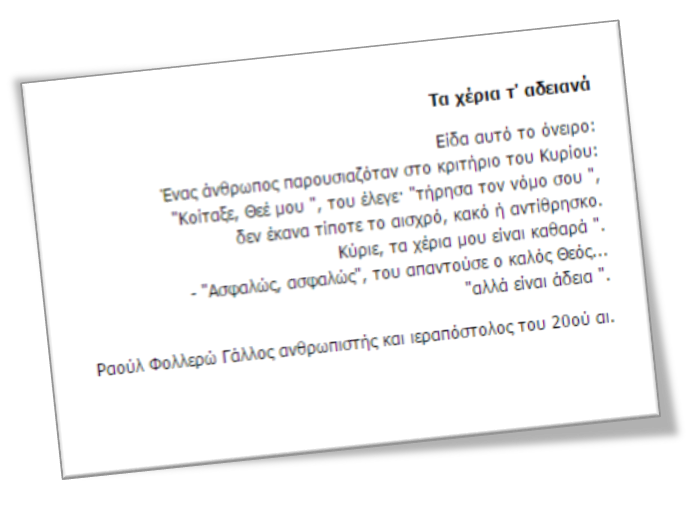 Τα χέρια τ' αδειανά
Είδα αυτό το όνειρο:
Ένας άνθρωπος παρουσιαζόταν στο κριτήριο του Κυρίου:
"Κοίταξε, Θεέ μου ", του έλεγε· "τήρησα τον νόμο σου ",
δεν έκανα τίποτε το αισχρό, κακό ή αντίθρησκο.
Κύριε, τα χέρια μου είναι καθαρά ".
- "Ασφαλώς, ασφαλώς", του απαντούσε ο καλός Θεός...
"αλλά είναι άδεια ".
Ραούλ Φολλερώ Γάλλος ανθρωπιστής και ιεραπόστολος του 20ού αι.